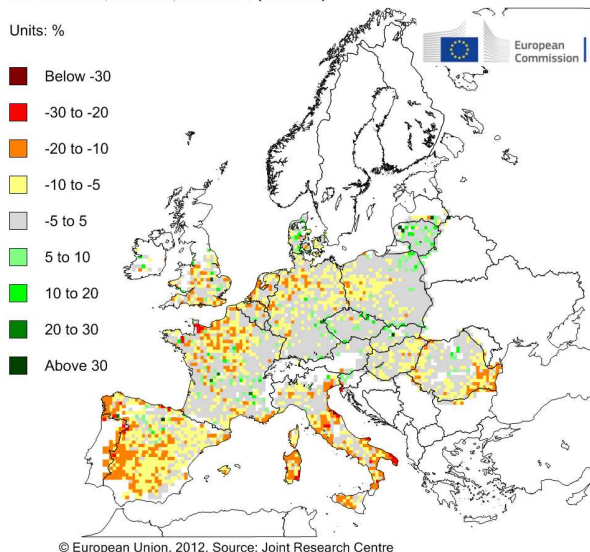 Units: %
European
Commission
Below -30
-30 to -20
-20 to -10
-10 to -5
-5 to 5
5 to 10
10 to 20
20 to 30
Above 30
© European Union, 2012. Source: Joint Research Centre